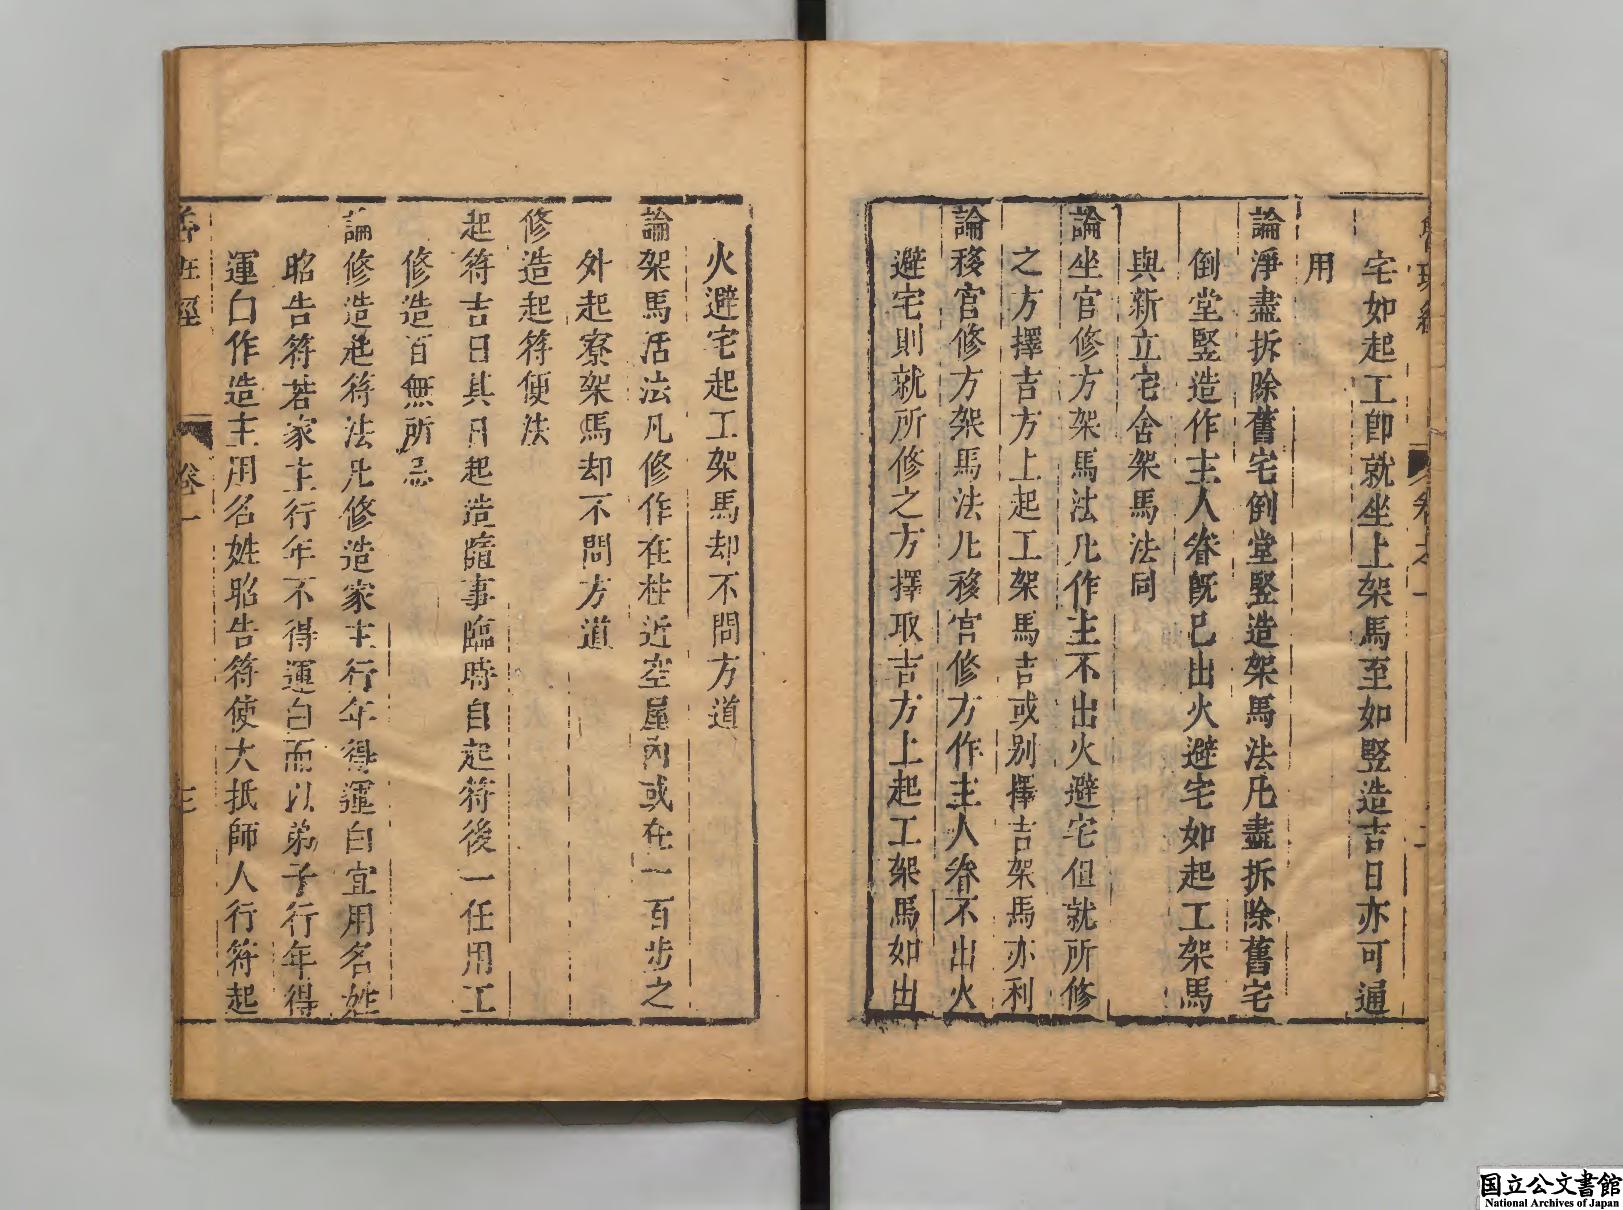 宅如起工即就坐上架馬至如竪造吉日亦可通
用
論淨盡拆除舊宅倒堂竪造架馬法凡盡拆除舊宅
倒堂竪造作主人眷旣已出火避宅如起工架馬
與新立宅舍架馬法同
論坐宮修方架馬法凡作主不出火避宅但就所修
之方擇吉方上起工架馬吉或别擇吉架馬亦利
論移宮修方架馬法凡移宮修方作主人眷不出火
避宅則就所修之方擇取吉方上起工架馬如出
火避宅起工架馬却不問方道
論架馬活法凡修作在柱近空屋內或在一百步之
外起寮架馬却不問方道
修造起符便法
起符吉日其日起造隨事臨時自起符後一任用工
修造百無所忌
論修造起符法凡修造家主行年得運白宜用名姓
昭告符若家主行年不得運白而以弟子行年得
運白作造主用名姓昭告符使大抵師人行符起
魯班經
卷一
国立公文書館
National Archives of Japan